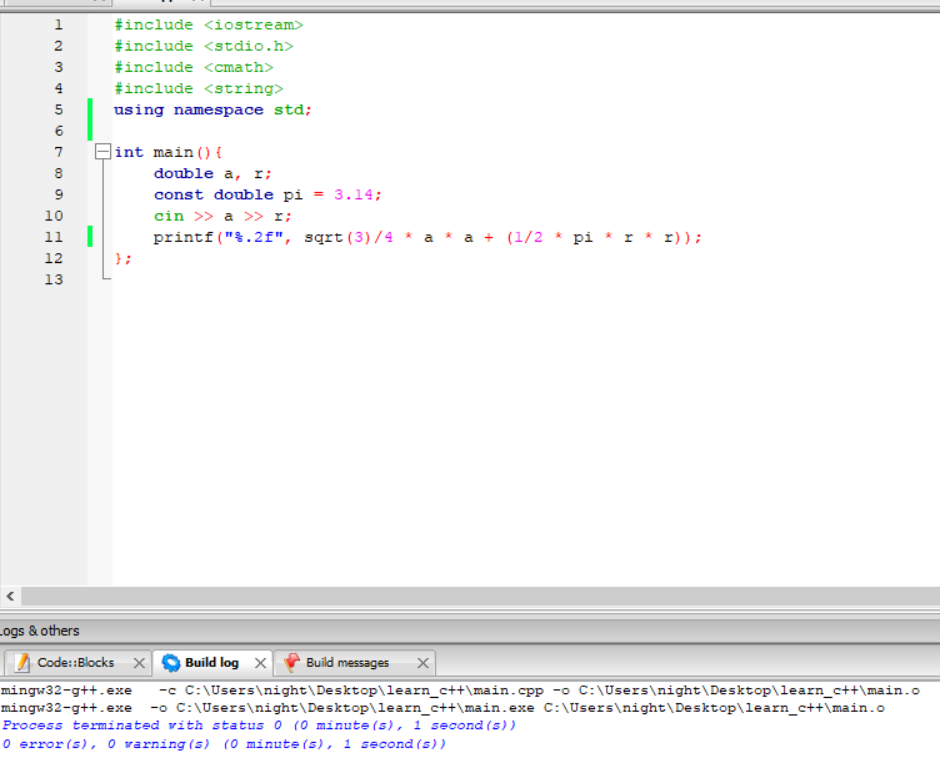 1 #include <iostream>
2 #include <stdio.h>
3 #include <cmath>
4 #include <string>
5 using namespace std;
6
7 int main(){
8 double a, r;
9 const double pi = 3.14;
10 cin >> a >> r;
11 printf("%.2f", sqrt(3)/4 * a * a + (1/2 * pi * r * r));
12 };
13
Logs & others
Code::Blocks Build log Build messages
mingw32-g++.exe -c C:\Users\night\Desktop\learn_c++\main.cpp -o C:\Users\night\Desktop\learn_c++\main.o
mingw32-g++.exe -o C:\Users\night\Desktop\learn_c++\main.exe C:\Users\night\Desktop\learn_c++\main.o
Process terminated with status 0 (0 minute(s), 1 second(s))
0 error(s), 0 warning(s) (0 minute(s), 1 second(s))